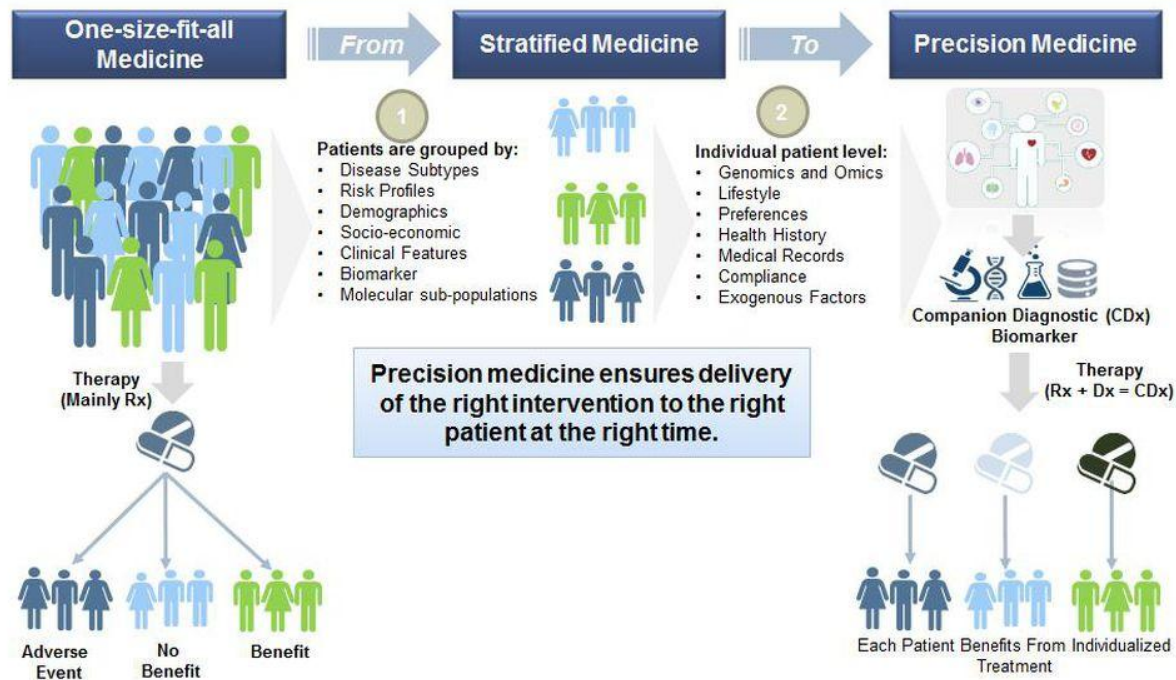 One-size-fit-all
Medicine
From
Stratified Medicine
To
Precision Medicine
1
Patients are grouped by:
• Disease Subtypes
• Risk Profiles
• Demographics
• Socio-economic
• Clinical Features
• Biomarker
• Molecular sub-populations
2
Individual patient level:
• Genomics and Omics
• Lifestyle
• Preferences
• Health History
• Medical Records
• Compliance
• Exogenous Factors
Companion Diagnostic (CDx)
Biomarker
Therapy
(Mainly Rx)
Precision medicine ensures delivery
of the right intervention to the right
patient at the right time.
Therapy
(Rx + Dx = CDx)
Adverse
Event
No
Benefit
Benefit
Each Patient
Benefits From
Treatment
Individualized